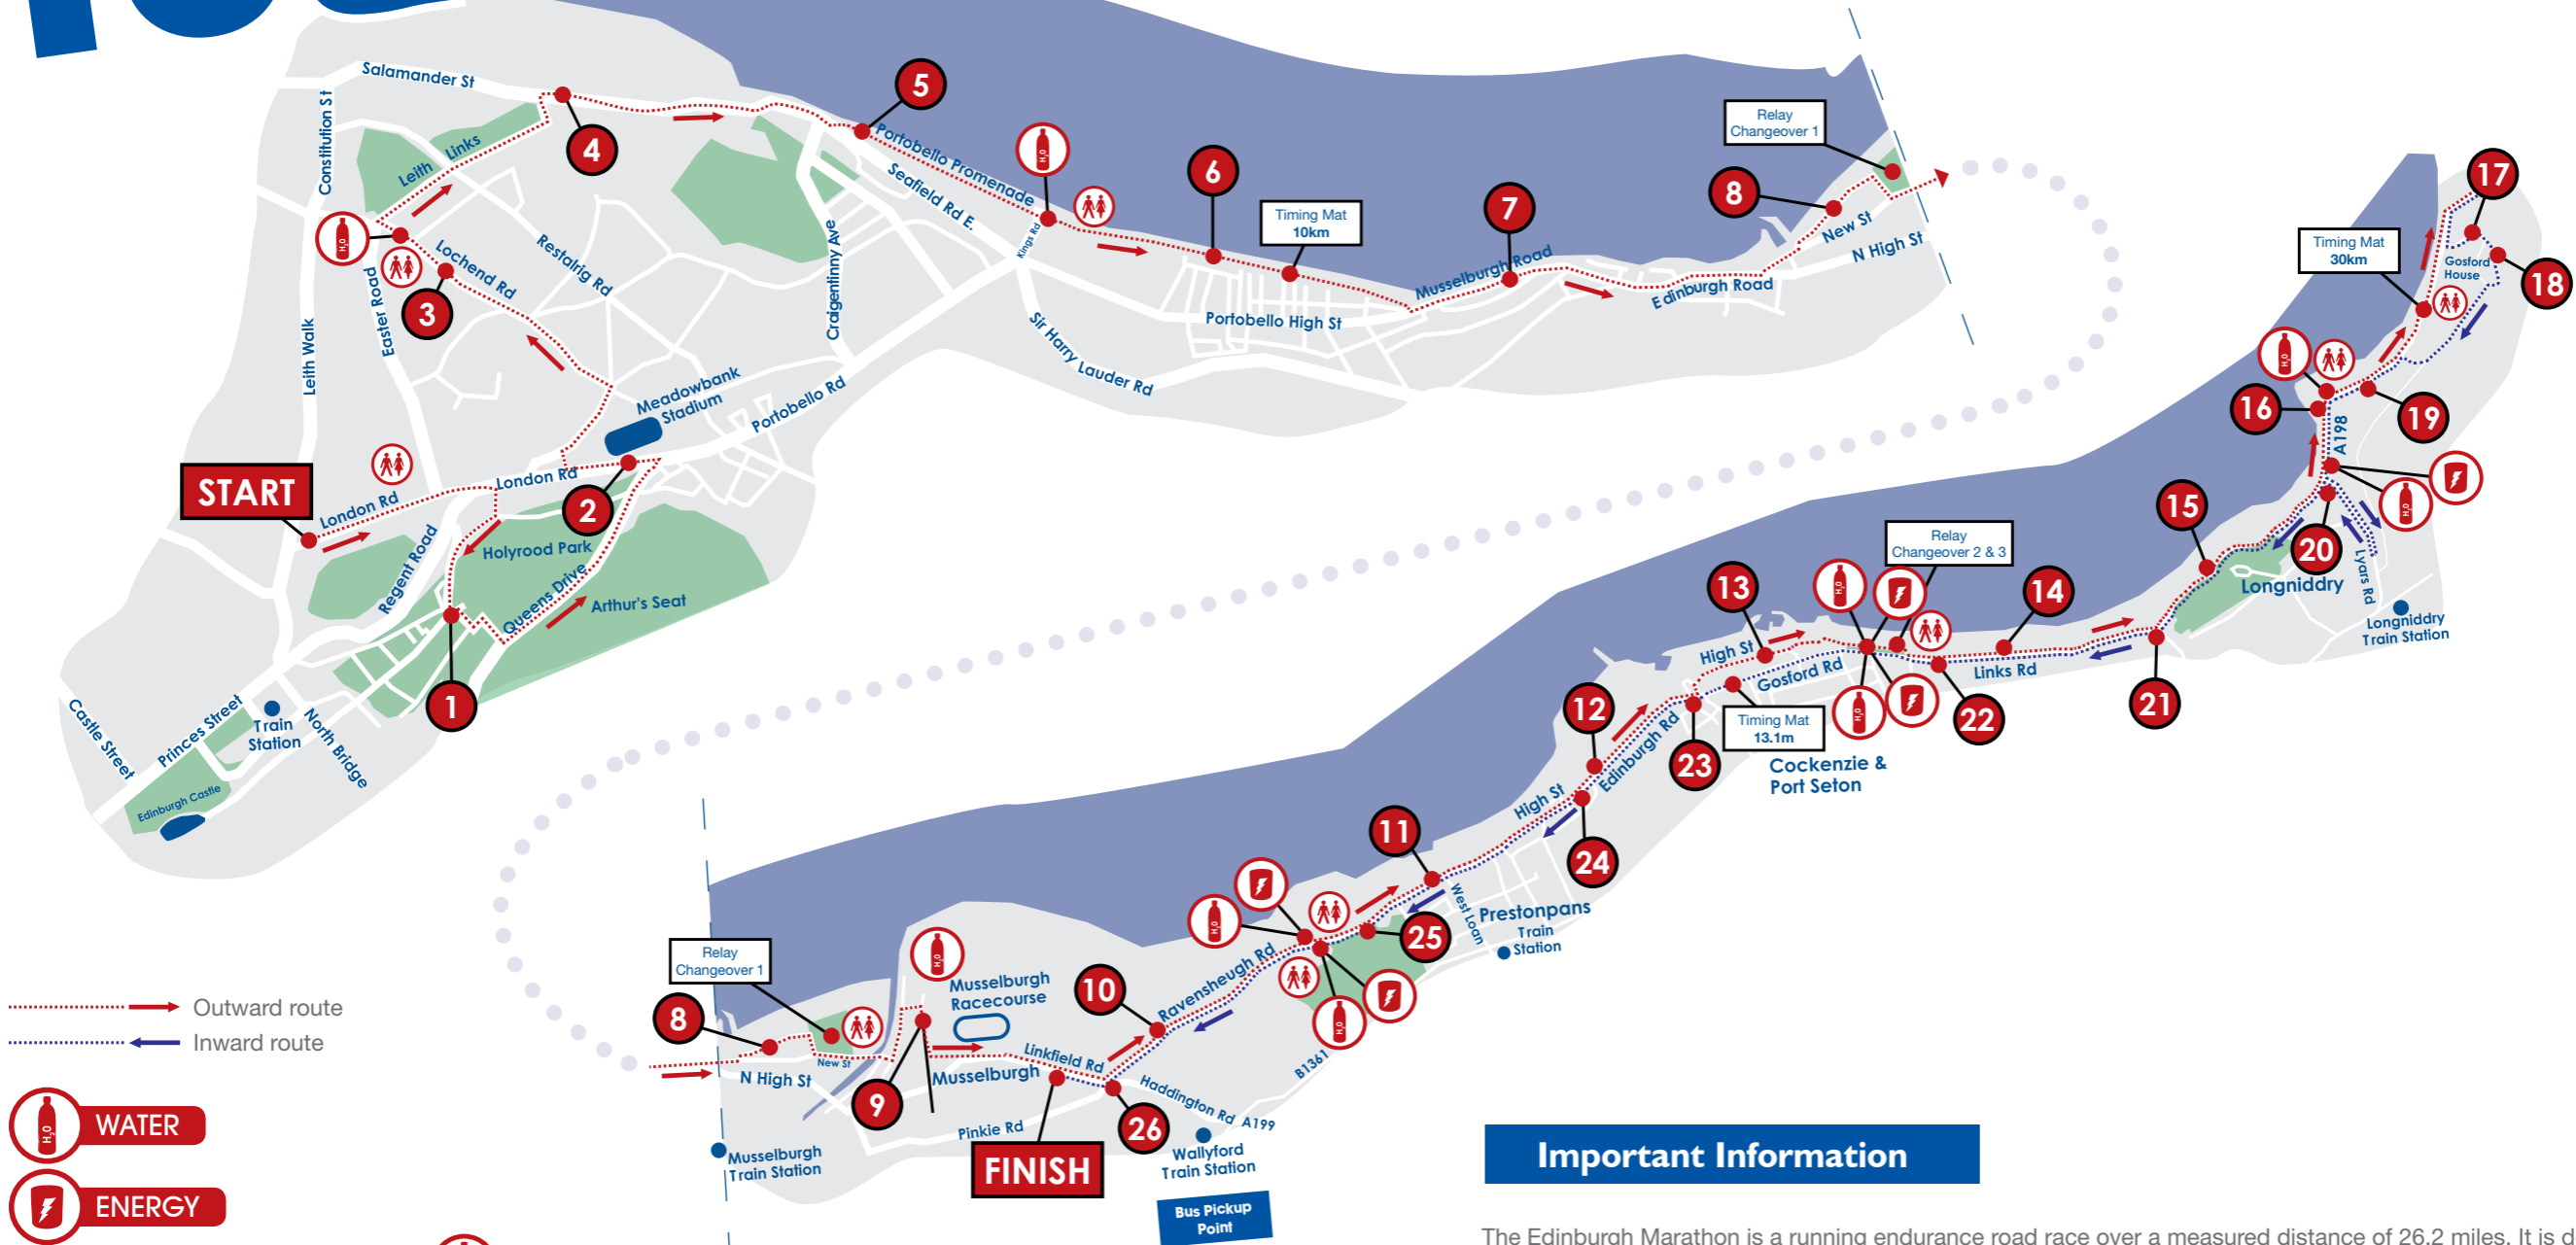 Salamander St
Constitution St
Leith Links
4
5
Portobello Promenade
Seafield Rd E.
Kings Rd
H₂O
6
Timing Mat
10km
7
Musselburgh Road
Edinburgh Road
8
Relay
Changeover 1
New St
N High St
H₂O
3
Lochend Rd
Restalrig Rd
Easter Road
Leith Walk
Craigentinny Ave
Portobello High St
Sir Harry Lauder Rd
Meadowbank
Stadium
Portobello Rd
START
London Rd
London Rd
2
Regent Road
Holyrood Park
Queens Drive
Arthur's Seat
1
Castle Street
Princes Street
Train
Station
North Bridge
Edinburgh Castle
17
Timing Mat
30km
Gosford
House
18
H₂O
16
19
A198
H₂O
15
20
Lyars Rd
Longniddry
Longniddry
Train Station
Relay
Changeover 2 & 3
13
H₂O
14
High St
Gosford Rd
Links Rd
H₂O
22
21
12
Edinburgh Rd
23
Timing Mat
13.1m
Cockenzie &
Port Seton
High St
24
11
West Loan
Prestonpans
Train
Station
25
H₂O
Ravensheugh Rd
H₂O
10
Relay
Changeover 1
8
H₂O
Musselburgh
Racecourse
New St
N High St
9
Musselburgh
Linkfield Rd
Haddington Rd A199
B1361
26
Pinkie Rd
FINISH
Musselburgh
Train Station
Wallyford
Train Station
Bus Pickup
Point
Outward route
Inward route
H₂O
WATER
ENERGY
Important Information
The Edinburgh Marathon is a running endurance road race over a measured distance of 26.2 miles. It is d